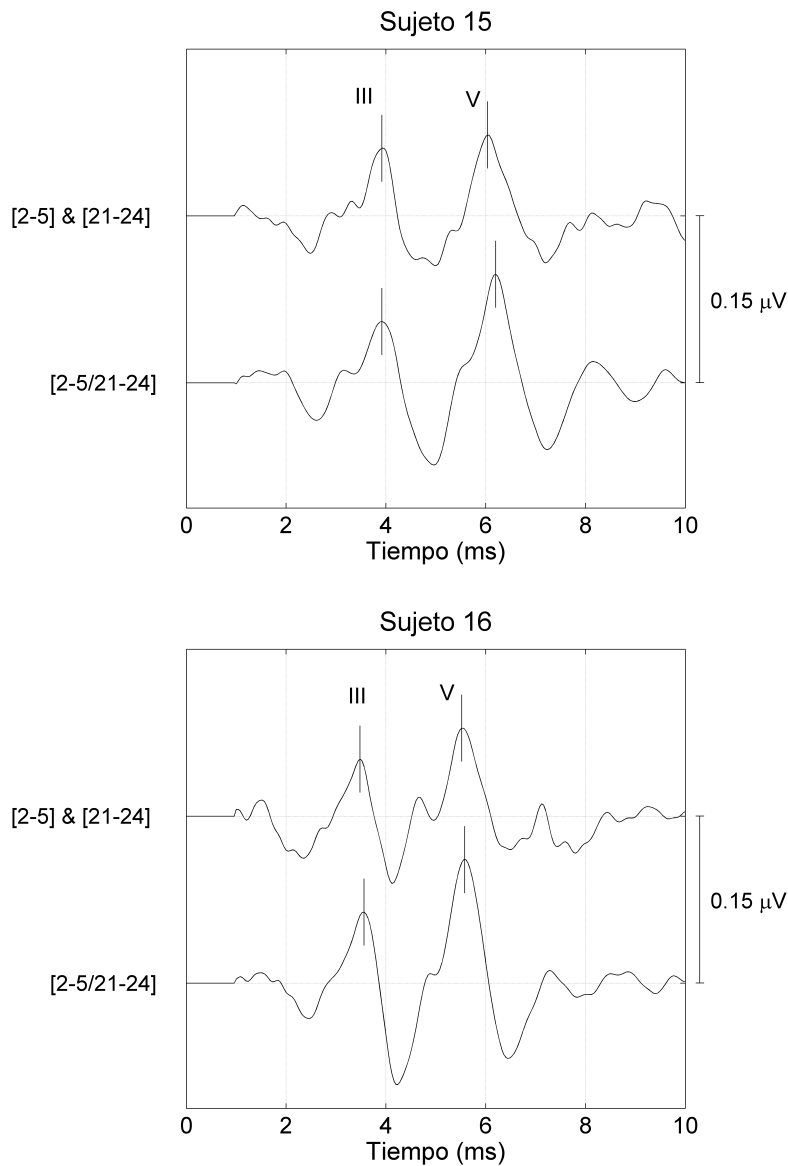 Sujeto 15
III
V
[2-5] & [21-24]
0.15 μV
[2-5/21-24]
0 2 4 6 8 10
Tiempo (ms)
Sujeto 16
III
V
[2-5] & [21-24]
0.15 μV
[2-5/21-24]
0 2 4 6 8 10
Tiempo (ms)